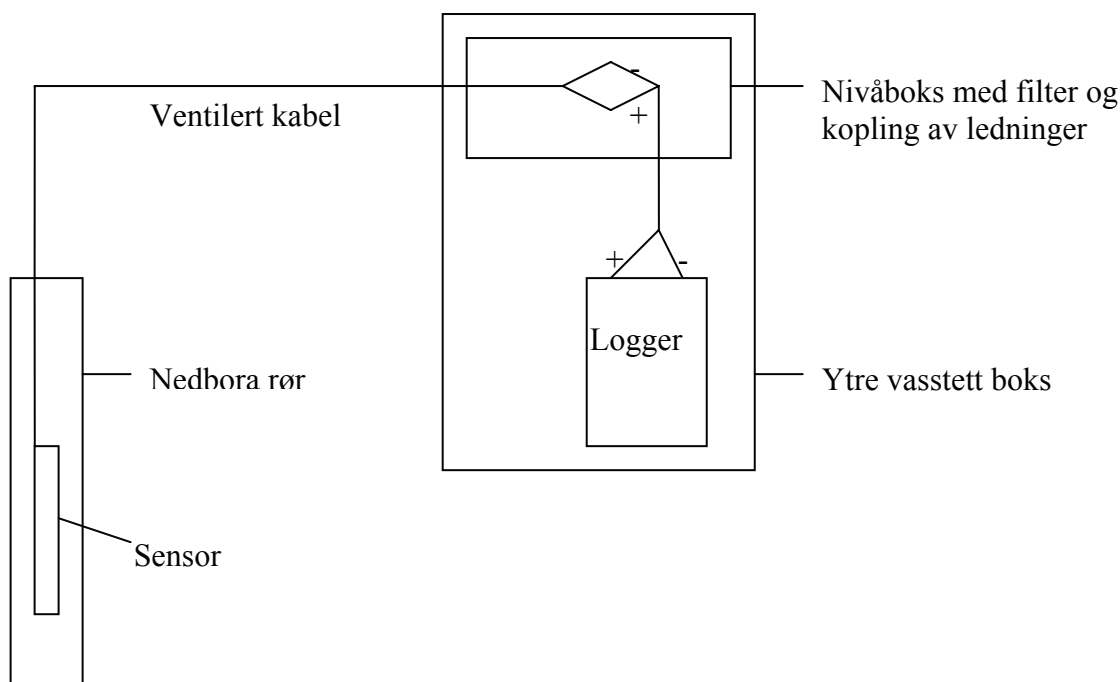 -
Ventilert kabel
+
Nivåboks med filter og
kopling av ledninger
+
-
Logger
Nedbora rør
Ytre vasstett boks
Sensor